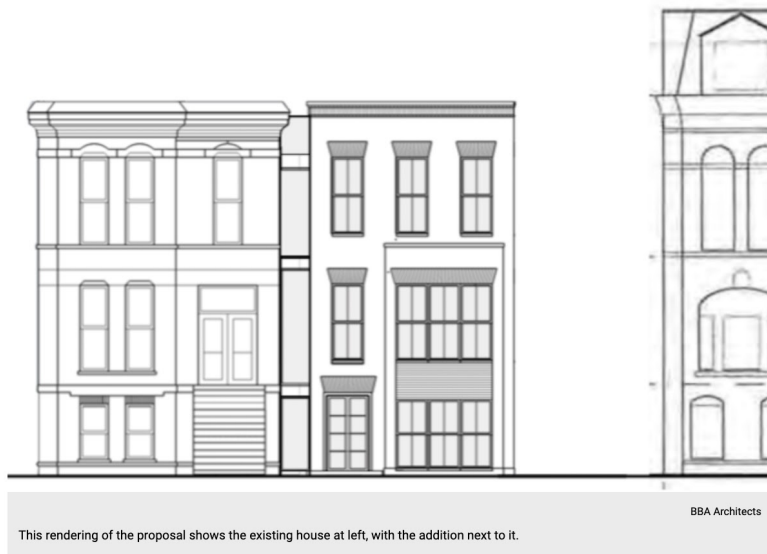 BBA Architects
This rendering of the proposal shows the existing house at left, with the addition next to it.